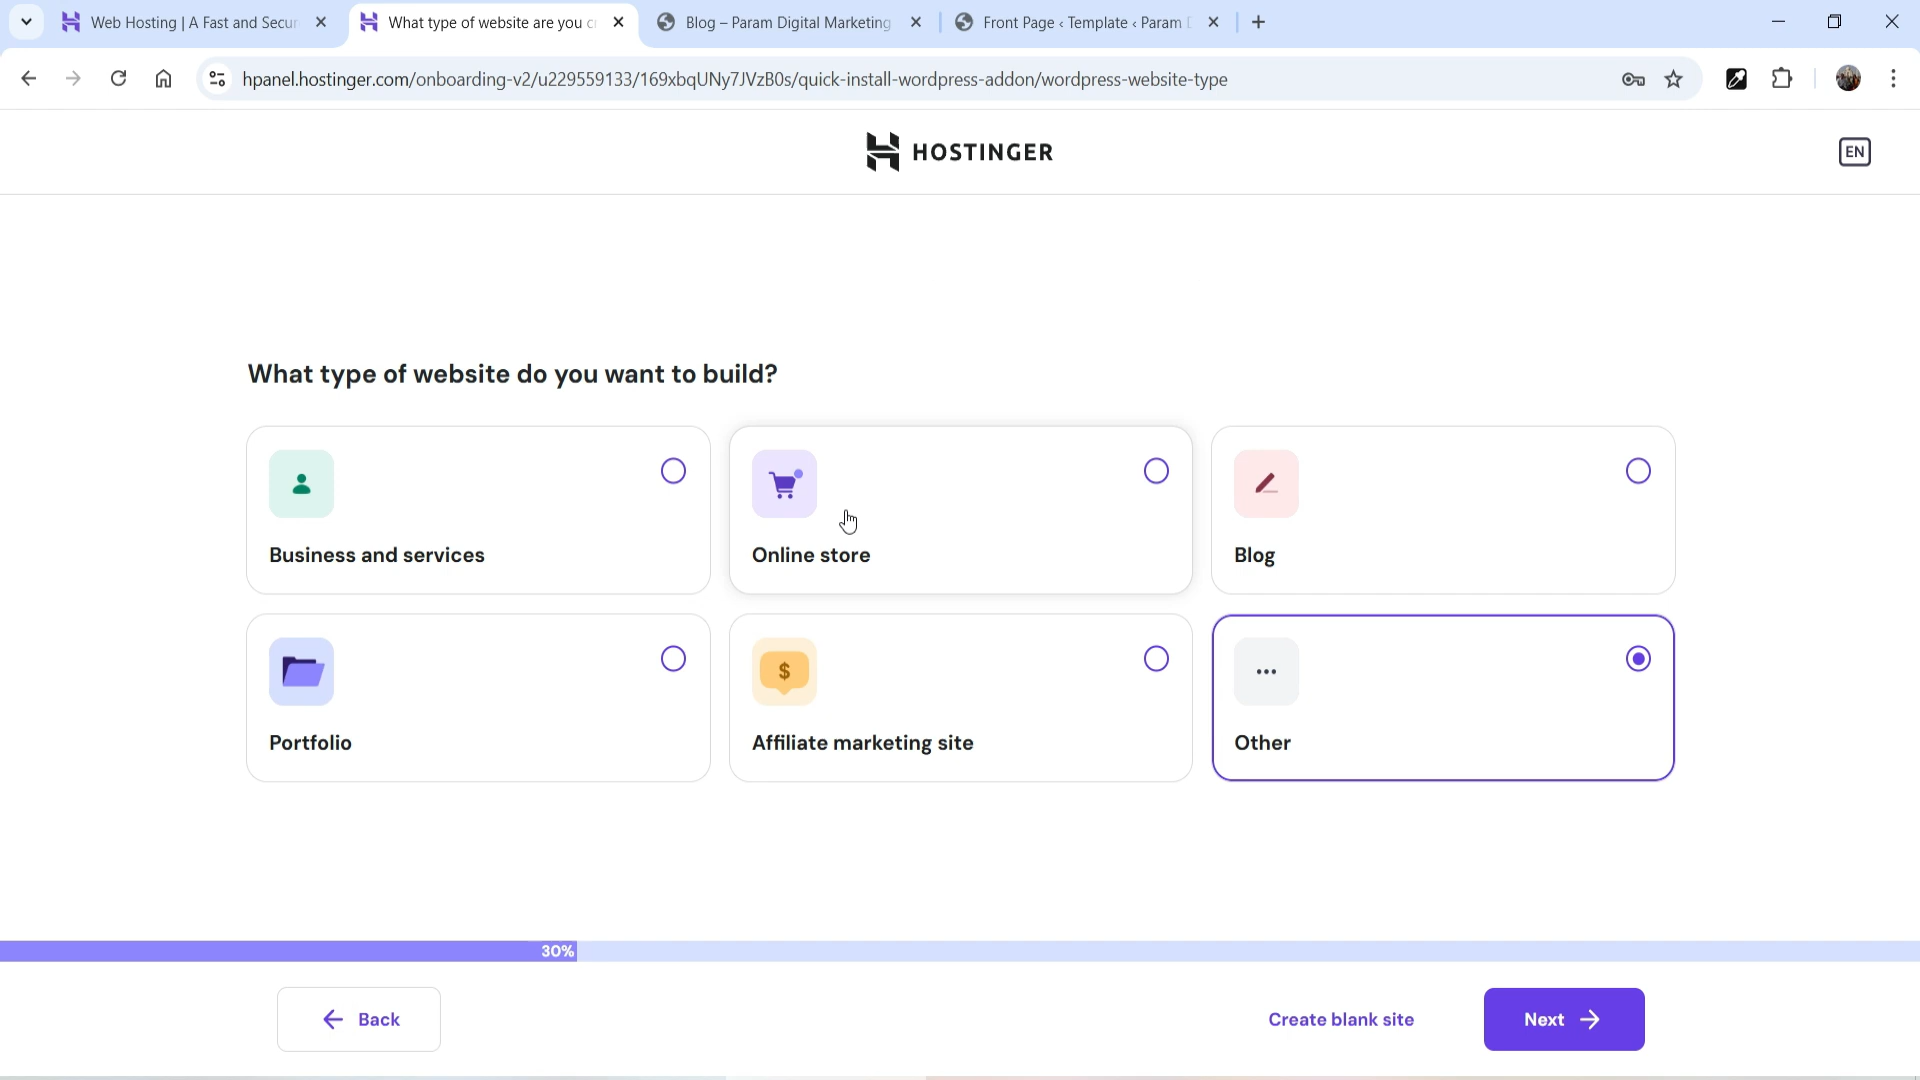 Web Hosting | A Fast and Secur
What type of website are you c
Blog – Param Digital Marketing
Front Page ‹ Template ‹ Param D
hpanel.hostinger.com/onboarding-v2/u229559133/169xbqUNy7JVzB0s/quick-install-wordpress-addon/wordpress-website-type
HOSTINGER
EN
What type of website do you want to build?
Business and services
Online store
Blog
Portfolio
Affiliate marketing site
Other
30%
Back
Create blank site
Next